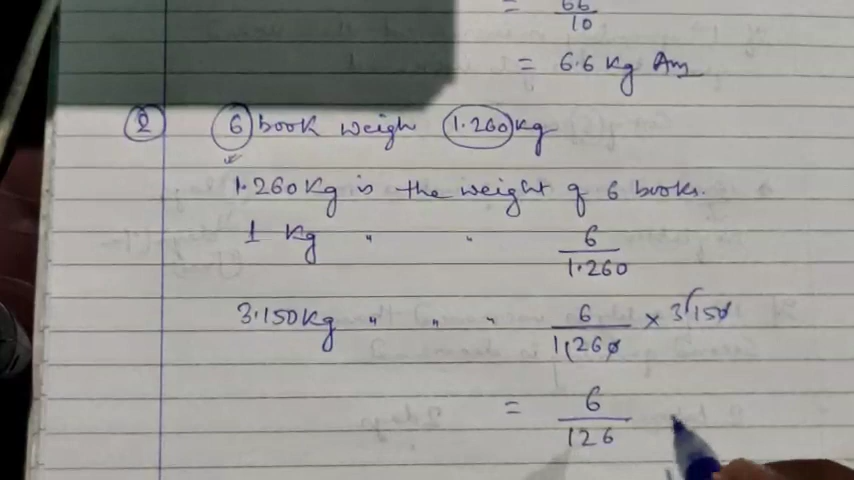 = 66/10
= 6.6 Kg Ans
2 6 book weigh 1.260 kg
1.260 Kg is the weight of 6 books.
1 Kg " " 6/1.260
3.150 Kg " " " 6/1.260 × 3.150
= 6/126